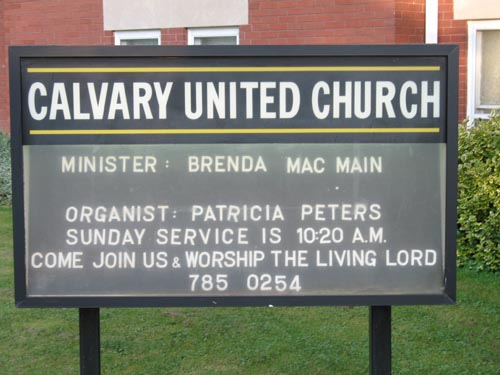 CALVARY UNITED CHURCH
MINISTER: BRENDA MAC MAIN
ORGANIST: PATRICIA PETERS
SUNDAY SERVICE IS 10:20 A.M.
COME JOIN US & WORSHIP THE LIVING LORD
785 0254